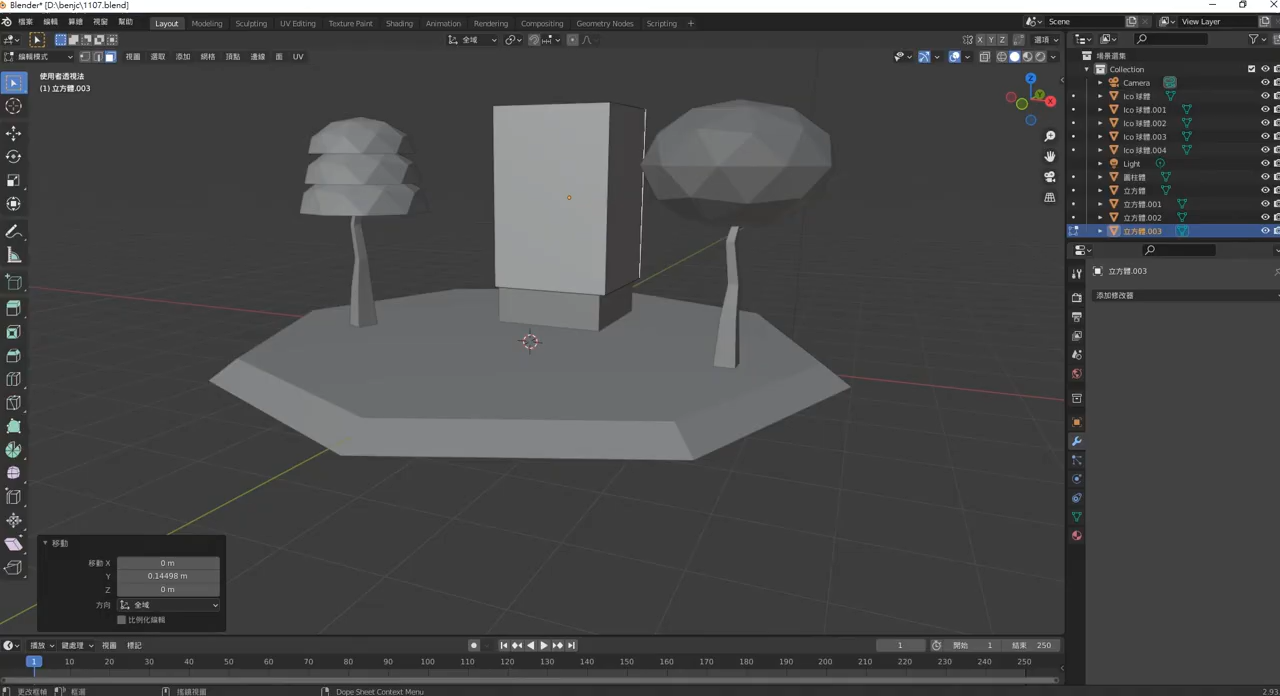 Blender* [D:\benjc\1107.blend]
檔案 編輯 算繪 視窗 幫助 Layout Modeling Sculpting UV Editing Texture Paint Shading Animation Rendering Compositing Geometry Nodes Scripting + Scene View Layer
全域 X Y Z 選項
編輯模式 視圖 選取 添加 網格 頂點 邊緣 面 UV
使用者透視法
(1) 立方體.003
Z
Y
X
場景選集
Collection
Camera
Ico 球體
Ico 球體.001
Ico 球體.002
Ico 球體.003
Ico 球體.004
Light
圓柱體
立方體
立方體.001
立方體.002
立方體.003
立方體.003
添加修改器
移動
移動 X 0 m
Y 0.14498 m
Z 0 m
方向 全域
比例化編輯
播放 鍵處理 視圖 標記 1 開始 1 結束 250
1 10 20 30 40 50 60 70 80 90 100 110 120 130 140 150 160 170 180 190 200 210 220 230 240 250
更改框幀 框選 搖鏡視圖 Dope Sheet Context Menu 2.93